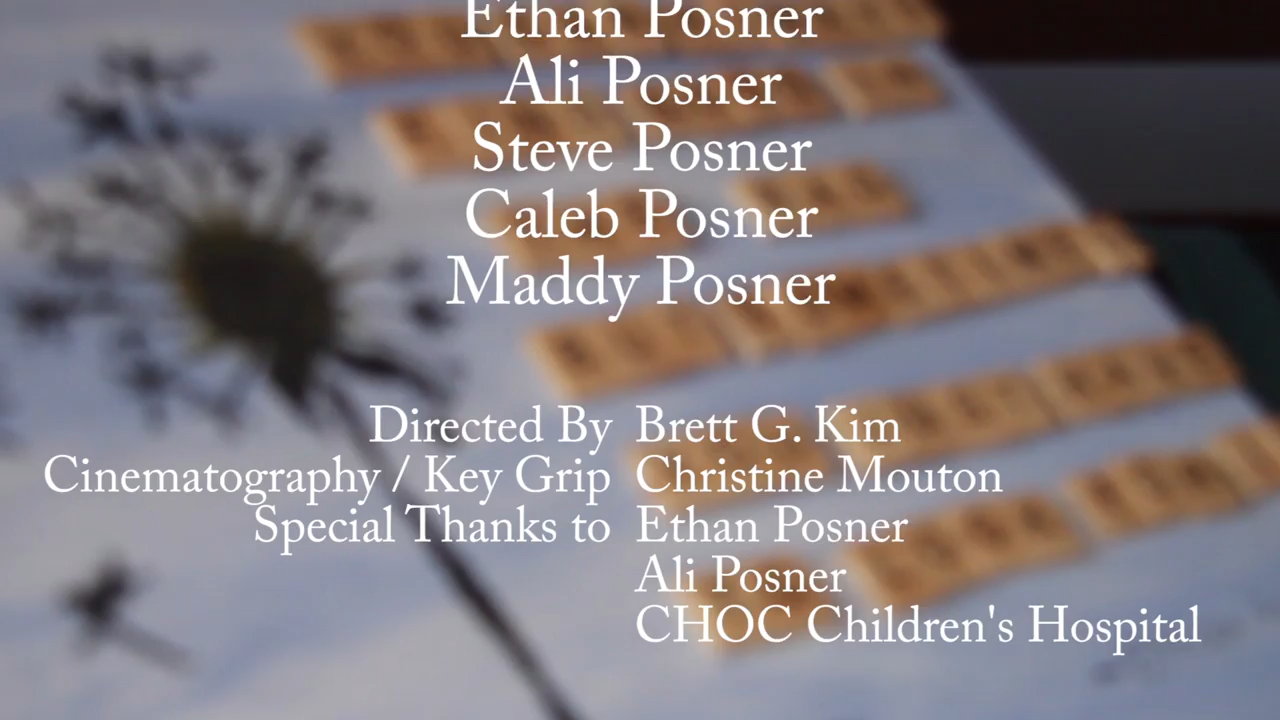 Ethan Posner
Ali Posner
Steve Posner
Caleb Posner
Maddy Posner
Directed By Brett G. Kim
Cinematography / Key Grip Christine Mouton
Special Thanks to Ethan Posner
Ali Posner
CHOC Children's Hospital